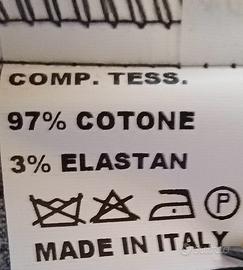 COMP. TESS.
97% COTONE
3% ELASTAN
P
MADE IN ITALY